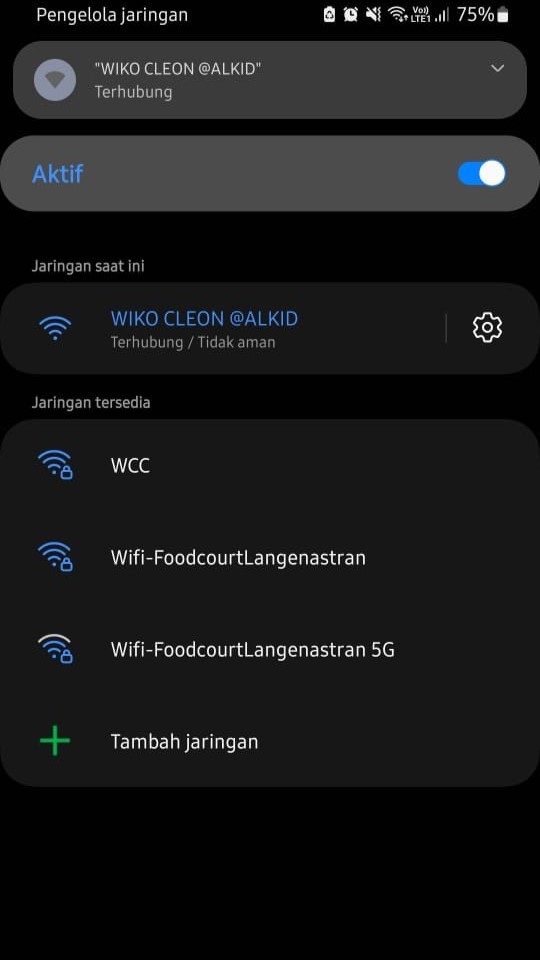 Pengelola jaringan Vo)) LTE1 75%
"WIKO CLEON @ALKID"
Terhubung
Aktif
Jaringan saat ini
WIKO CLEON @ALKID
Terhubung / Tidak aman
Jaringan tersedia
WCC
Wifi-FoodcourtLangenastran
Wifi-FoodcourtLangenastran 5G
Tambah jaringan